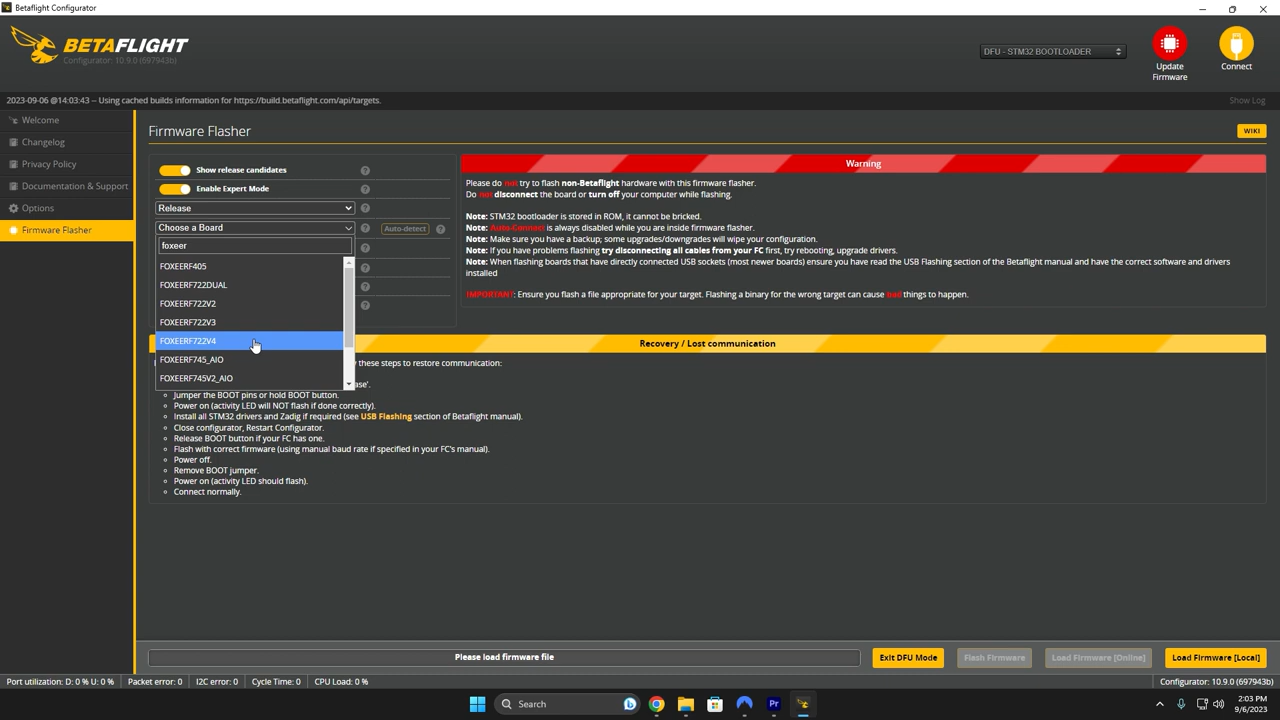 Betaflight Configurator
BETAFLIGHT
Configurator: 10.9.0 (697943b)
DFU - STM32 BOOTLOADER
Update
Firmware
Connect
2023-09-06 @14:03:43 -- Using cached builds information for https://build.betaflight.com/api/targets.
Show Log
Welcome
Changelog
Privacy Policy
Documentation & Support
Options
Firmware Flasher
Firmware Flasher
WIKI
Show release candidates
Enable Expert Mode
Release
Choose a Board
Auto-detect
foxeer
FOXEERF405
FOXEERF722DUAL
FOXEERF722V2
FOXEERF722V3
FOXEERF722V4
FOXEERF745_AIO
FOXEERF745V2_AIO
Warning
Please do not try to flash non-Betaflight hardware with this firmware flasher.
Do not disconnect the board or turn off your computer while flashing.
Note: STM32 bootloader is stored in ROM, it cannot be bricked.
Note: Auto-Connect is always disabled while you are inside firmware flasher.
Note: Make sure you have a backup; some upgrades/downgrades will wipe your configuration.
Note: If you have problems flashing try disconnecting all cables from your FC first, try rebooting, upgrade drivers.
Note: When flashing boards that have directly connected USB sockets (most newer boards) ensure you have read the USB Flashing section of the Betaflight manual and have the correct software and drivers
installed
IMPORTANT: Ensure you flash a file appropriate for your target. Flashing a binary for the wrong target can cause bad things to happen.
Recovery / Lost communication
these steps to restore communication:
ase'.
Jumper the BOOT pins or hold BOOT button.
Power on (activity LED will NOT flash if done correctly).
Install all STM32 drivers and Zadig if required (see USB Flashing section of Betaflight manual).
Close configurator, Restart Configurator.
Release BOOT button if your FC has one.
Flash with correct firmware (using manual baud rate if specified in your FC's manual).
Power off.
Remove BOOT jumper.
Power on (activity LED should flash).
Connect normally.
Please load firmware file
Exit DFU Mode
Flash Firmware
Load Firmware [Online]
Load Firmware [Local]
Port utilization: D: 0 % U: 0 %
Packet error: 0
I2C error: 0
Cycle Time: 0
CPU Load: 0 %
Configurator: 10.9.0 (697943b)
Search
Pr
2:03 PM
9/6/2023